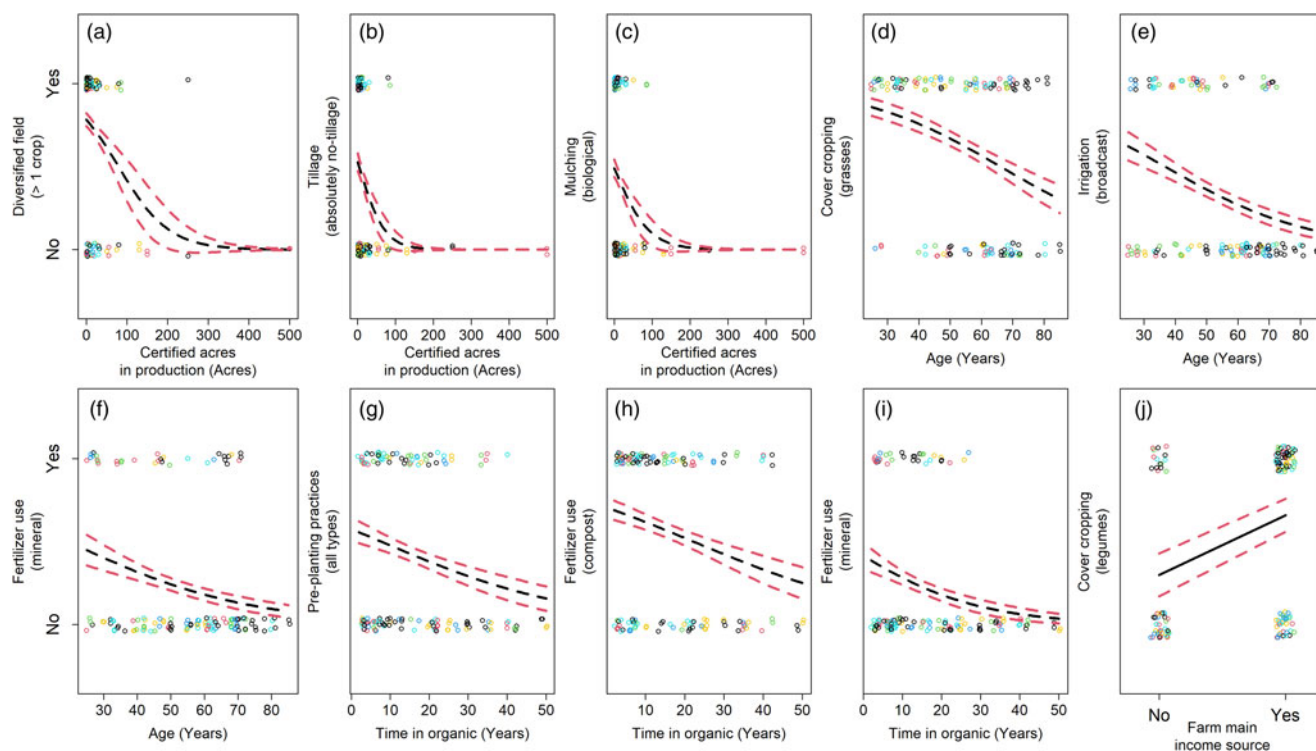 (a)
Yes
No
Diversified field
(> 1 crop)
0 100 200 300 400 500
Certified acres
in production (Acres)
(b)
Tillage
(absolutely no-tillage)
0 100 200 300 400 500
Certified acres
in production (Acres)
(c)
Mulching
(biological)
0 100 200 300 400 500
Certified acres
in production (Acres)
(d)
Cover cropping
(grasses)
30 40 50 60 70 80
Age (Years)
(e)
Irrigation
(broadcast)
30 40 50 60 70 80
Age (Years)
(f)
Yes
No
Fertilizer use
(mineral)
30 40 50 60 70 80
Age (Years)
(g)
Pre-planting practices
(all types)
0 10 20 30 40 50
Time in organic (Years)
(h)
Fertilizer use
(compost)
10 20 30 40 50
Time in organic (Years)
(i)
Fertilizer use
(mineral)
0 10 20 30 40 50
Time in organic (Years)
(j)
Cover cropping
(legumes)
No Yes
Farm main
income source